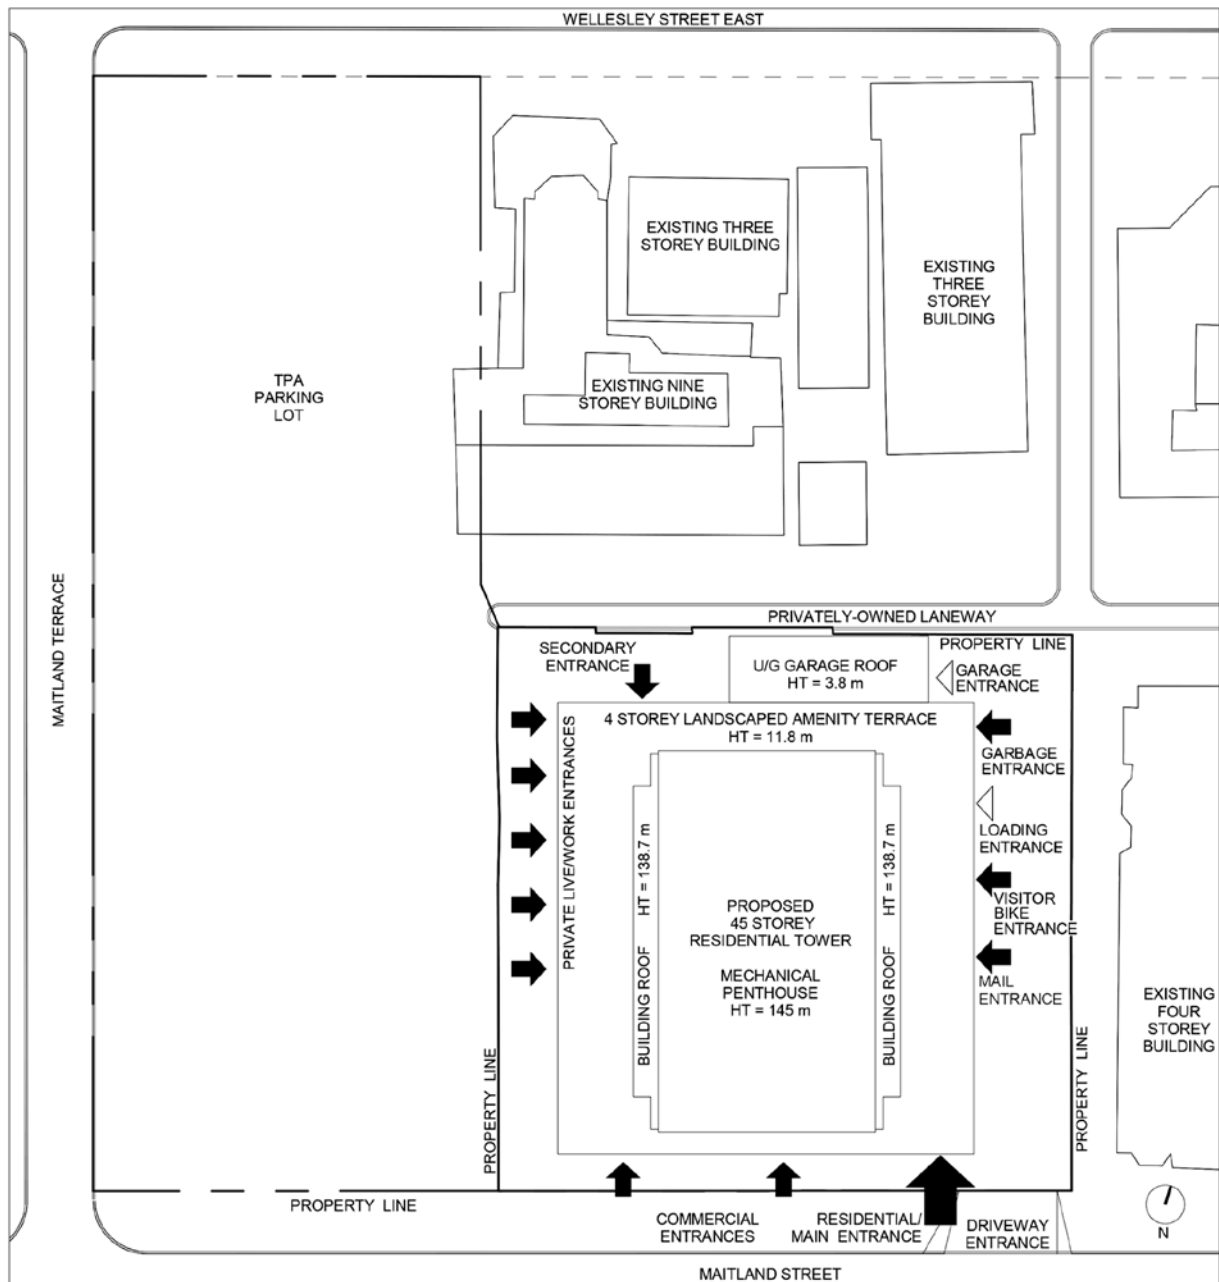 WELLESLEY STREET EAST
EXISTING THREE
STOREY BUILDING
EXISTING
THREE
STOREY
BUILDING
TPA
PARKING
LOT
EXISTING NINE
STOREY BUILDING
MAITLAND TERRACE
PRIVATELY-OWNED LANEWAY
SECONDARY
ENTRANCE
U/G GARAGE ROOF
HT = 3.8 m
PROPERTY LINE
GARAGE
ENTRANCE
4 STOREY LANDSCAPED AMENITY TERRACE
HT = 11.8 m
GARBAGE
ENTRANCE
PRIVATE LIVE/WORK ENTRANCES
LOADING
ENTRANCE
BUILDING ROOF HT = 138.7 m
BUILDING ROOF HT = 138.7 m
PROPOSED
45 STOREY
RESIDENTIAL TOWER
MECHANICAL
PENTHOUSE
HT = 145 m
VISITOR
BIKE
ENTRANCE
MAIL
ENTRANCE
EXISTING
FOUR
STOREY
BUILDING
PROPERTY LINE
PROPERTY LINE
PROPERTY LINE
COMMERCIAL
ENTRANCES
RESIDENTIAL/
MAIN ENTRANCE
DRIVEWAY
ENTRANCE
N
MAITLAND STREET